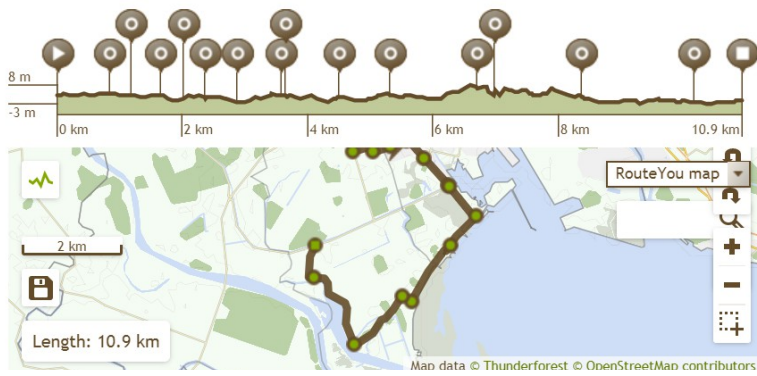 8 m
-3 m
0 km 2 km 4 km 6 km 8 km 10.9 km
RouteYou map
2 km
Length: 10.9 km
Map data © Thunderforest © OpenStreetMap contributors